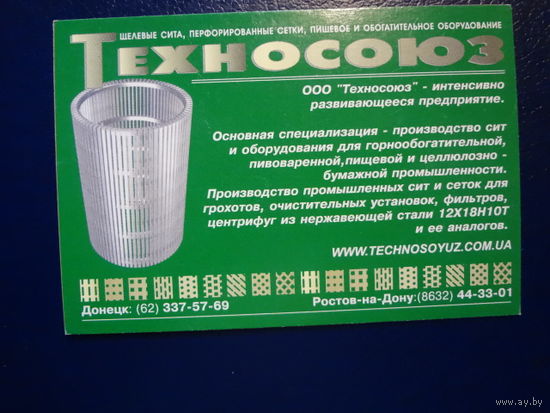 ЩЕЛЕВЫЕ СИТА, ПЕРФОРИРОВАННЫЕ СЕТКИ, ПИЩЕВОЕ И ОБОГАТИТЕЛЬНОЕ ОБОРУДОВАНИЕ
ТЕХНОСОЮЗ
ООО "Техносоюз" - интенсивно
развивающееся предприятие.
Основная специализация - производство сит
и оборудования для горнообогатительной,
пивоваренной,пищевой и целлюлозно -
бумажной промышленности.
Производство промышленных сит и сеток для
грохотов, очистительных установок, фильтров,
центрифуг из нержавеющей стали 12Х18Н10Т
и ее аналогов.
WWW.TECHNOSOYUZ.COM.UA
Донецк: (62) 337-57-69
Ростов-на-Дону:(8632) 44-33-01
www.ay.by